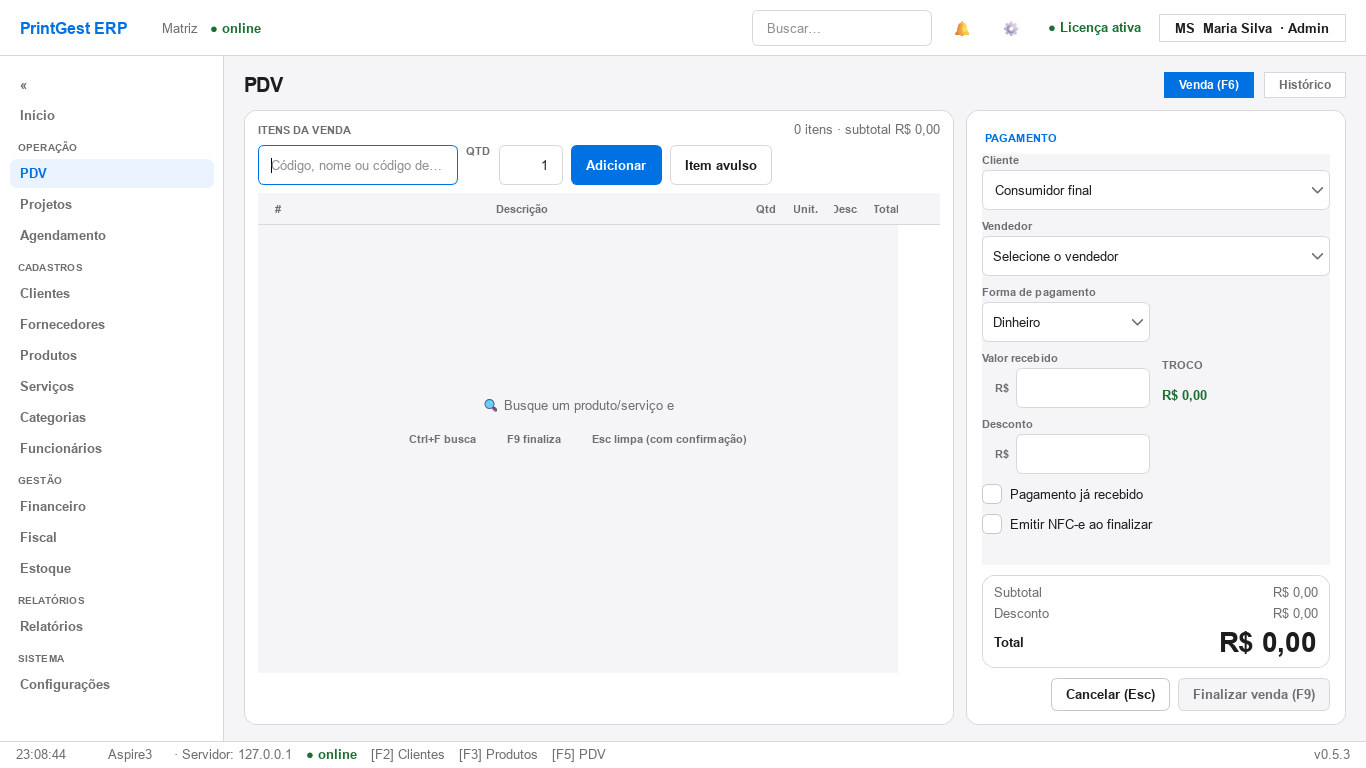 PrintGest ERP Matriz ● online Buscar... ● Licença ativa MS Maria Silva · Admin
«
Início
OPERAÇÃO
PDV
Projetos
Agendamento
CADASTROS
Clientes
Fornecedores
Produtos
Serviços
Categorias
Funcionários
GESTÃO
Financeiro
Fiscal
Estoque
RELATÓRIOS
Relatórios
SISTEMA
Configurações
PDV Venda (F6) Histórico
ITENS DA VENDA 0 itens · subtotal R$ 0,00
Código, nome ou código de... QTD 1 Adicionar Item avulso
# Descrição Qtd Unit. Desc Total
Busque um produto/serviço e
Ctrl+F busca F9 finaliza Esc limpa (com confirmação)
PAGAMENTO
Cliente
Consumidor final
Vendedor
Selecione o vendedor
Forma de pagamento
Dinheiro
Valor recebido TROCO
R$ R$ 0,00
Desconto
R$
Pagamento já recebido
Emitir NFC-e ao finalizar
Subtotal R$ 0,00
Desconto R$ 0,00
Total R$ 0,00
Cancelar (Esc) Finalizar venda (F9)
23:08:44 Aspire3 · Servidor: 127.0.0.1 ● online [F2] Clientes [F3] Produtos [F5] PDV v0.5.3